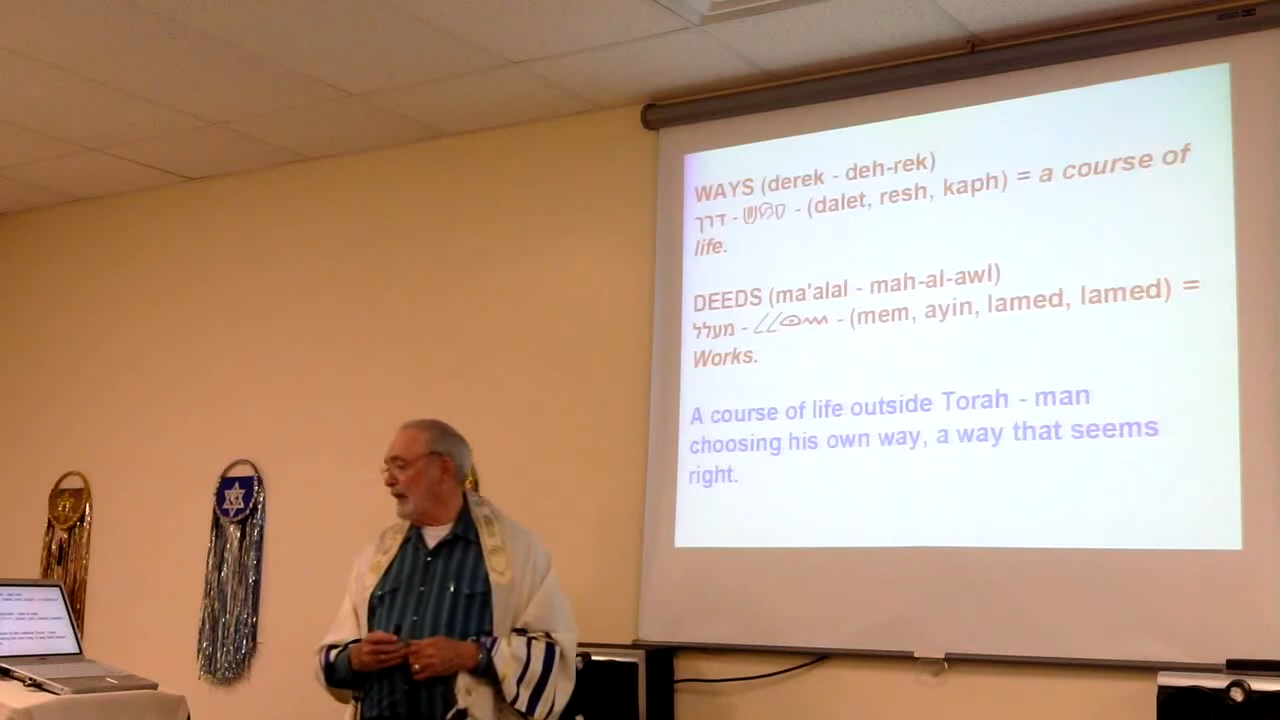 WAYS (derek - deh-rek)
דרך - - (dalet, resh, kaph) = a course of
life.
DEEDS (ma'alal - mah-al-awl)
מעלל - - (mem, ayin, lamed, lamed) =
Works.
A course of life outside Torah - man
choosing his own way, a way that seems
right.